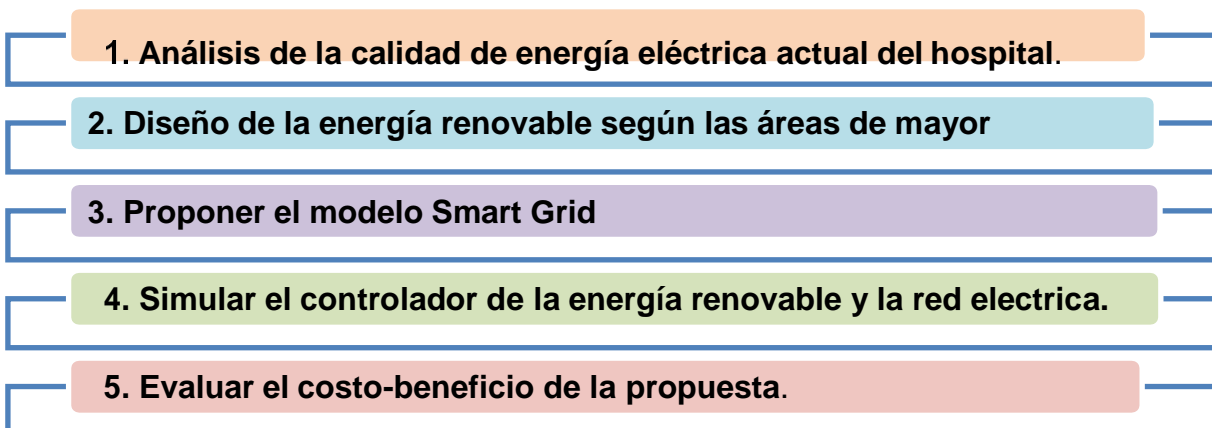 1. Análisis de la calidad de energía eléctrica actual del hospital.
2. Diseño de la energía renovable según las áreas de mayor
3. Proponer el modelo Smart Grid
4. Simular el controlador de la energía renovable y la red electrica.
5. Evaluar el costo-beneficio de la propuesta.